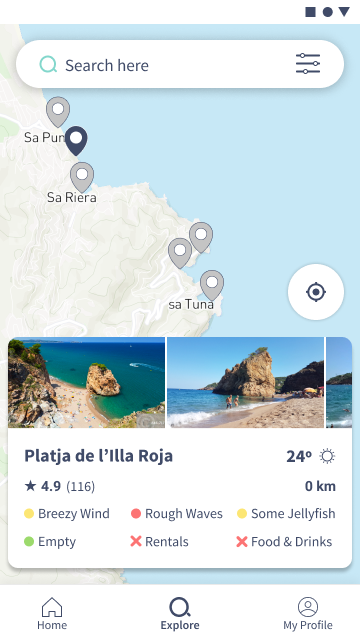 Search here
Sa Pun
Sa Riera
sa Tuna
Platja de l’Illa Roja
24º
★ 4.9 (116)
0 km
Breezy Wind
Rough Waves
Some Jellyfish
Empty
Rentals
Food & Drinks
Home
Explore
My Profile